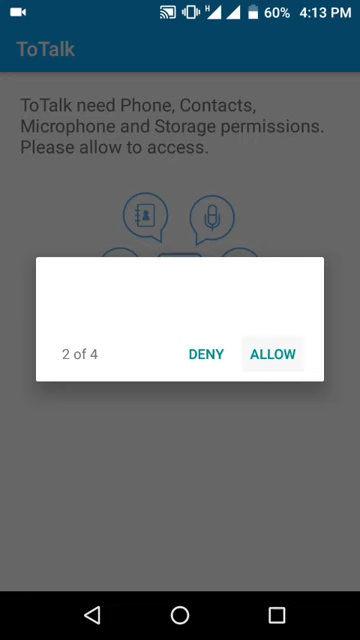 H 60% 4:13 PM
ToTalk
ToTalk need Phone, Contacts,
Microphone and Storage permissions.
Please allow to access.
2 of 4 DENY ALLOW